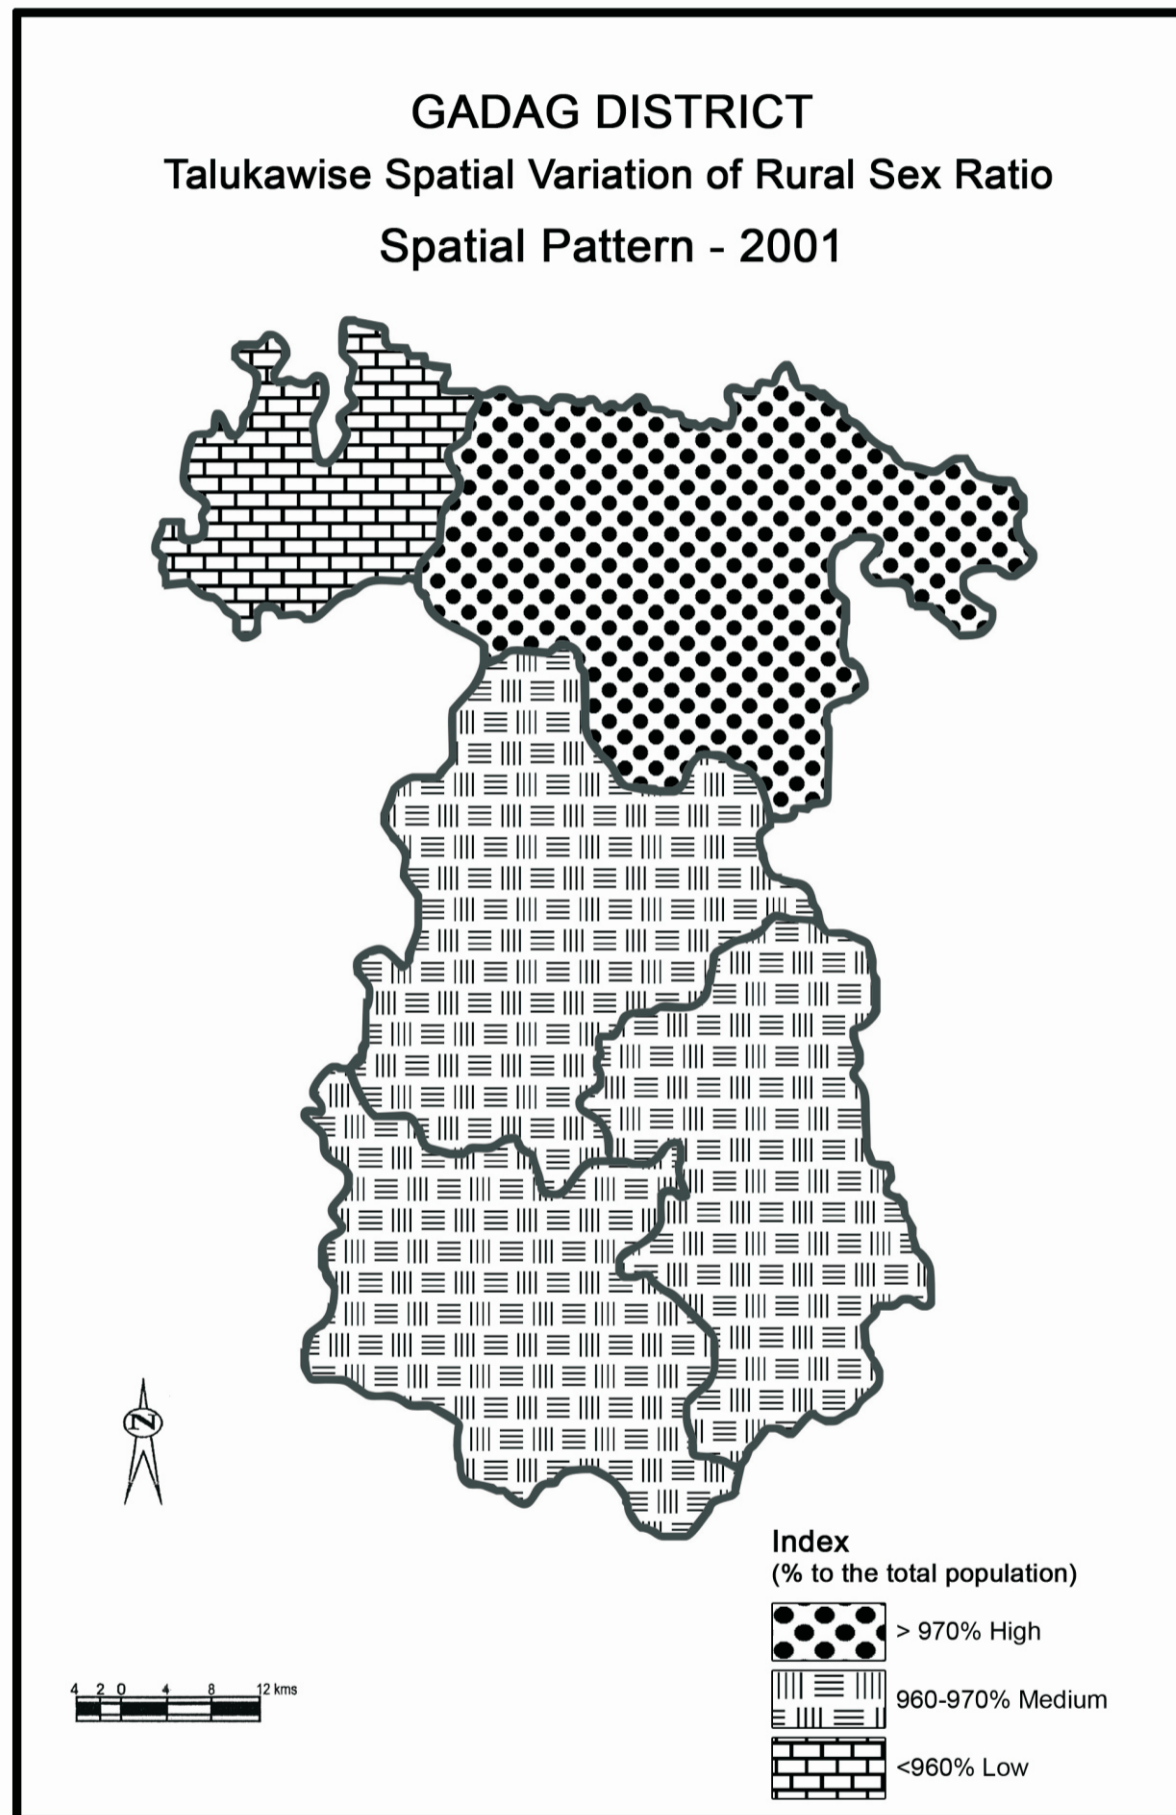 GADAG DISTRICT
Talukawise Spatial Variation of Rural Sex Ratio
Spatial Pattern - 2001
N
Index
(% to the total population)
> 970% High
960-970% Medium
<960% Low
4 2 0 4 8 12 kms